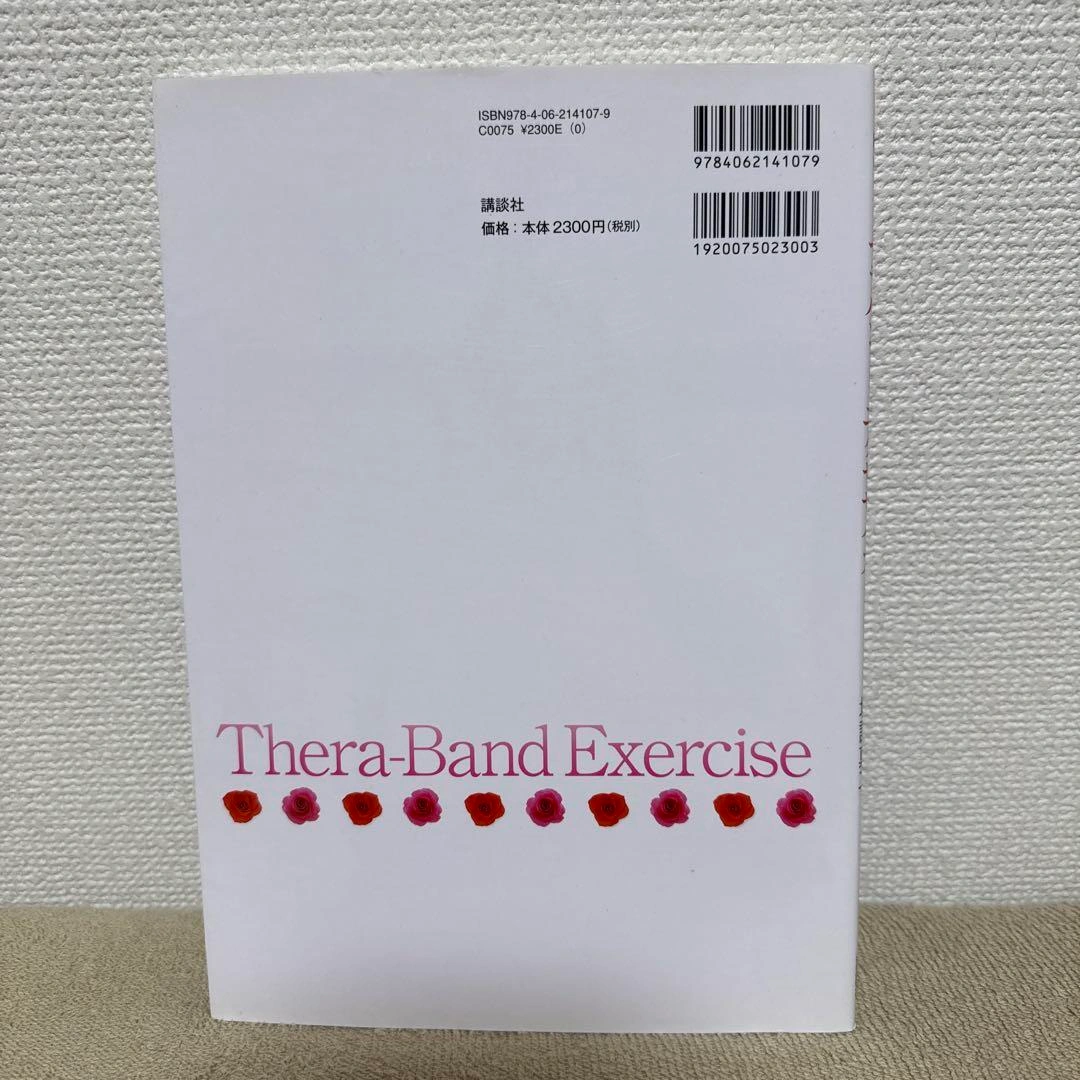 ISBN978-4-06-214107-9
C0075 ¥2300E (0)
9784062141079
講談社
価格：本体2300円(税別)
1920075023003
Thera-Band Exercise